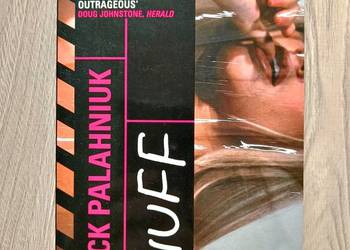 OUTRAGEOUS'
DOUG JOHNSTONE, HERALD
CK PALAHNIUK
NUFF